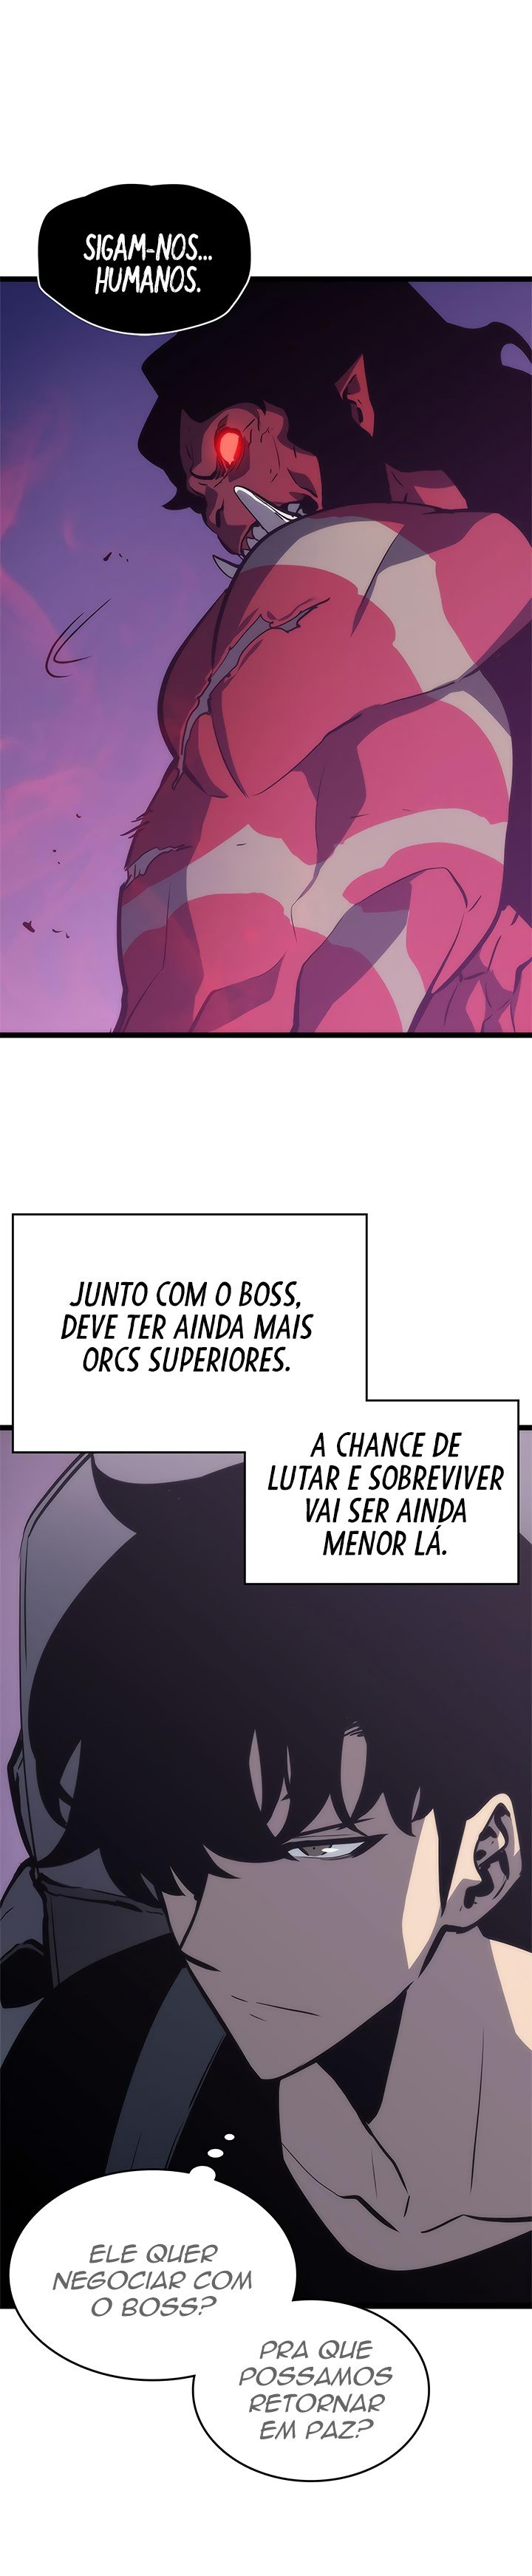 SIGAM-NOS...
HUMANOS.
JUNTO COM O BOSS,
DEVE TER AINDA MAIS
ORCS SUPERIORES.
A CHANCE DE
LUTAR E SOBREVIVER
VAI SER AINDA
MENOR LÁ.
ELE QUER
NEGOCIAR COM
O BOSS?
PRA QUE
POSSAMOS
RETORNAR
EM PAZ?